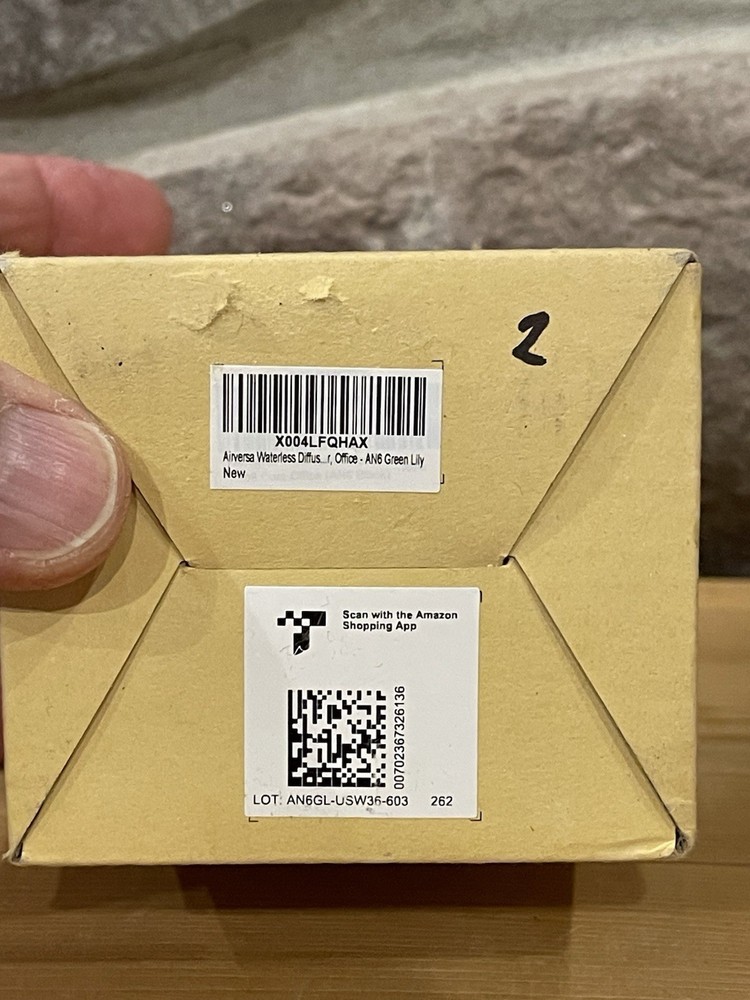 2
X004LFQHAX
Airversa Waterless Diffus...r, Office - AN6 Green Lily
New
Scan with the Amazon
Shopping App
00702367326136
LOT: AN6GL-USW36-603 262